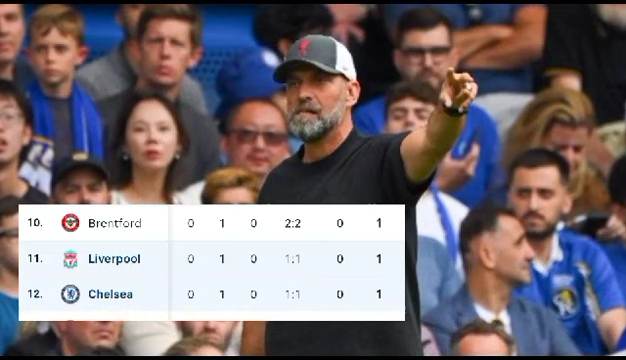 10. Brentford 0 1 0 2:2 0 1
11. Liverpool 0 1 0 1:1 0 1
12. Chelsea 0 1 0 1:1 0 1